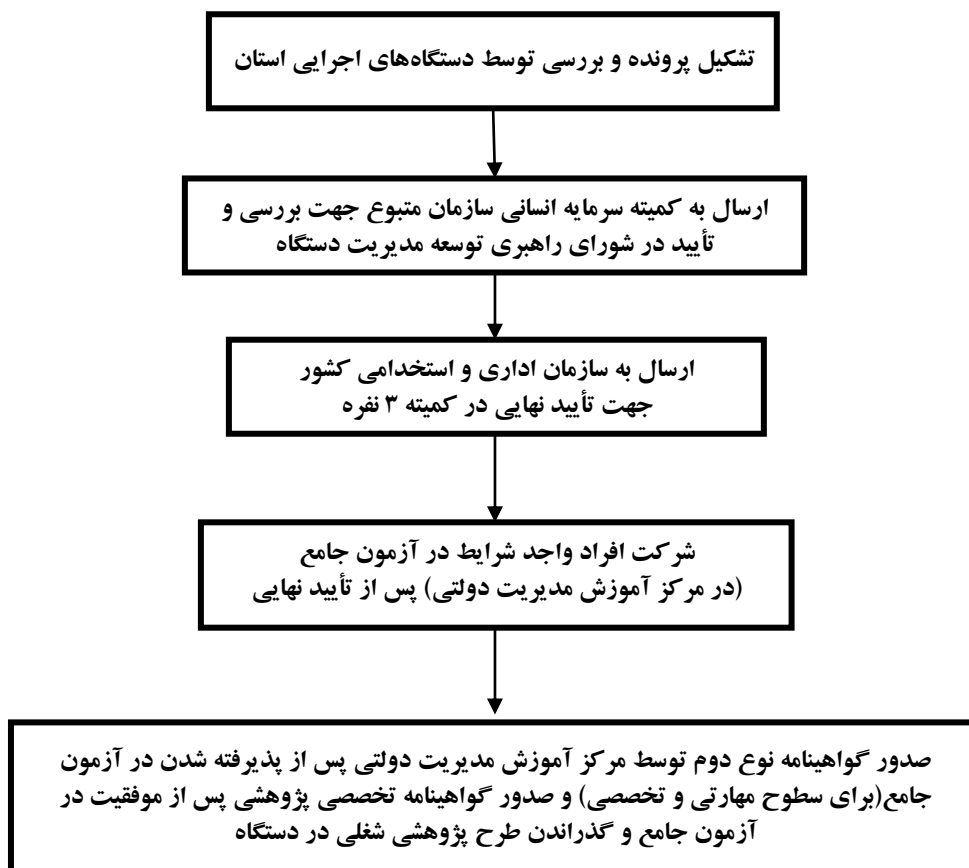 تشکیل پرونده و بررسی توسط دستگاه‌های اجرایی استان
ارسال به کمیته سرمایه انسانی سازمان متبوع جهت بررسی و
تأیید در شورای راهبری توسعه مدیریت دستگاه
ارسال به سازمان اداری و استخدامی کشور
جهت تأیید نهایی در کمیته ۳ نفره
شرکت افراد واجد شرایط در آزمون جامع
(در مرکز آموزش مدیریت دولتی) پس از تأیید نهایی
صدور گواهینامه نوع دوم توسط مرکز آموزش مدیریت دولتی پس از پذیرفته شدن در آزمون
جامع(برای سطوح مهارتی و تخصصی) و صدور گواهینامه تخصصی پژوهشی پس از موفقیت در
آزمون جامع و گذراندن طرح پژوهشی شغلی در دستگاه